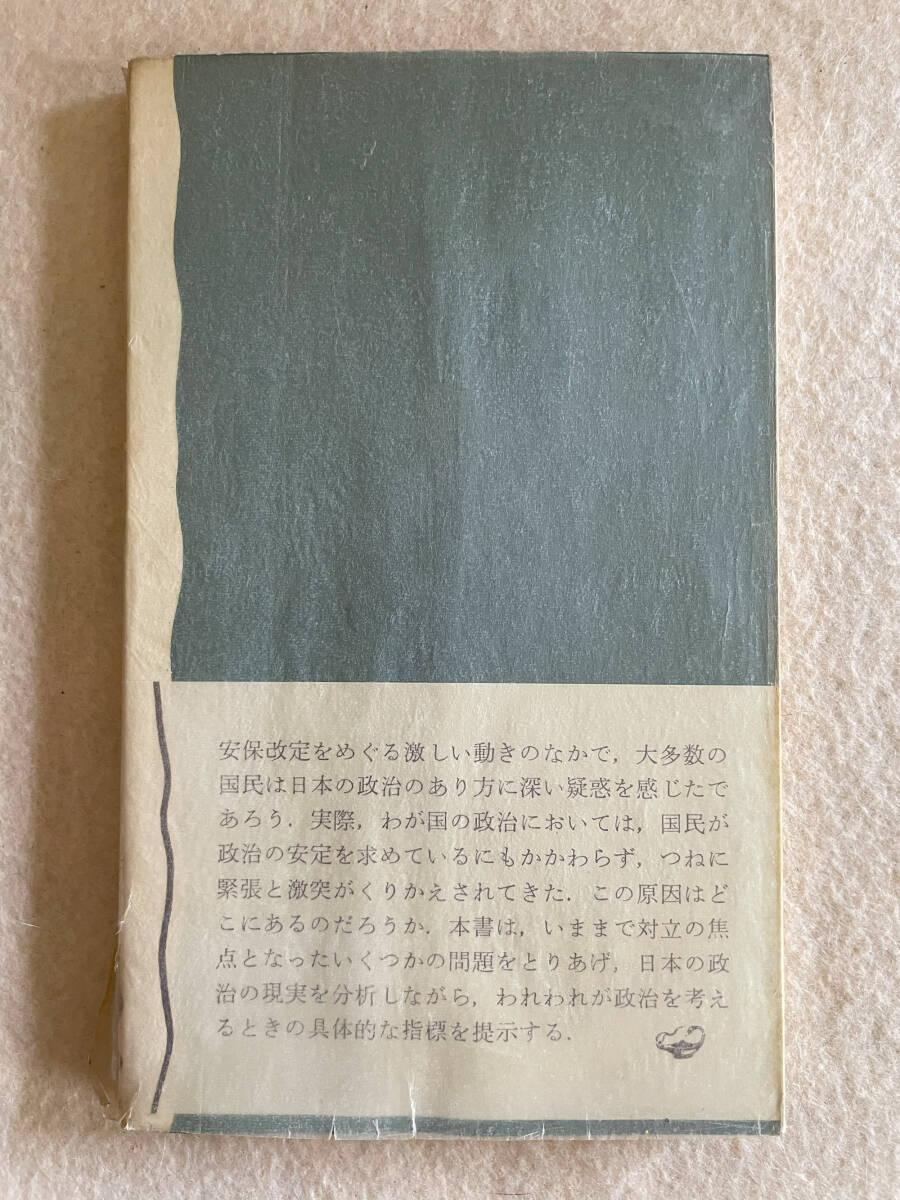 安保改定をめぐる激しい動きのなかで，大多数の
国民は日本の政治のあり方に深い疑惑を感じたで
あろう．実際，わが国の政治においては，国民が
政治の安定を求めているにもかかわらず，つねに
緊張と激突がくりかえされてきた．この原因はど
こにあるのだろうか．本書は，いままで対立の焦
点となったいくつかの問題をとりあげ，日本の政
治の現実を分析しながら，われわれが政治を考え
るときの具体的な指標を提示する．